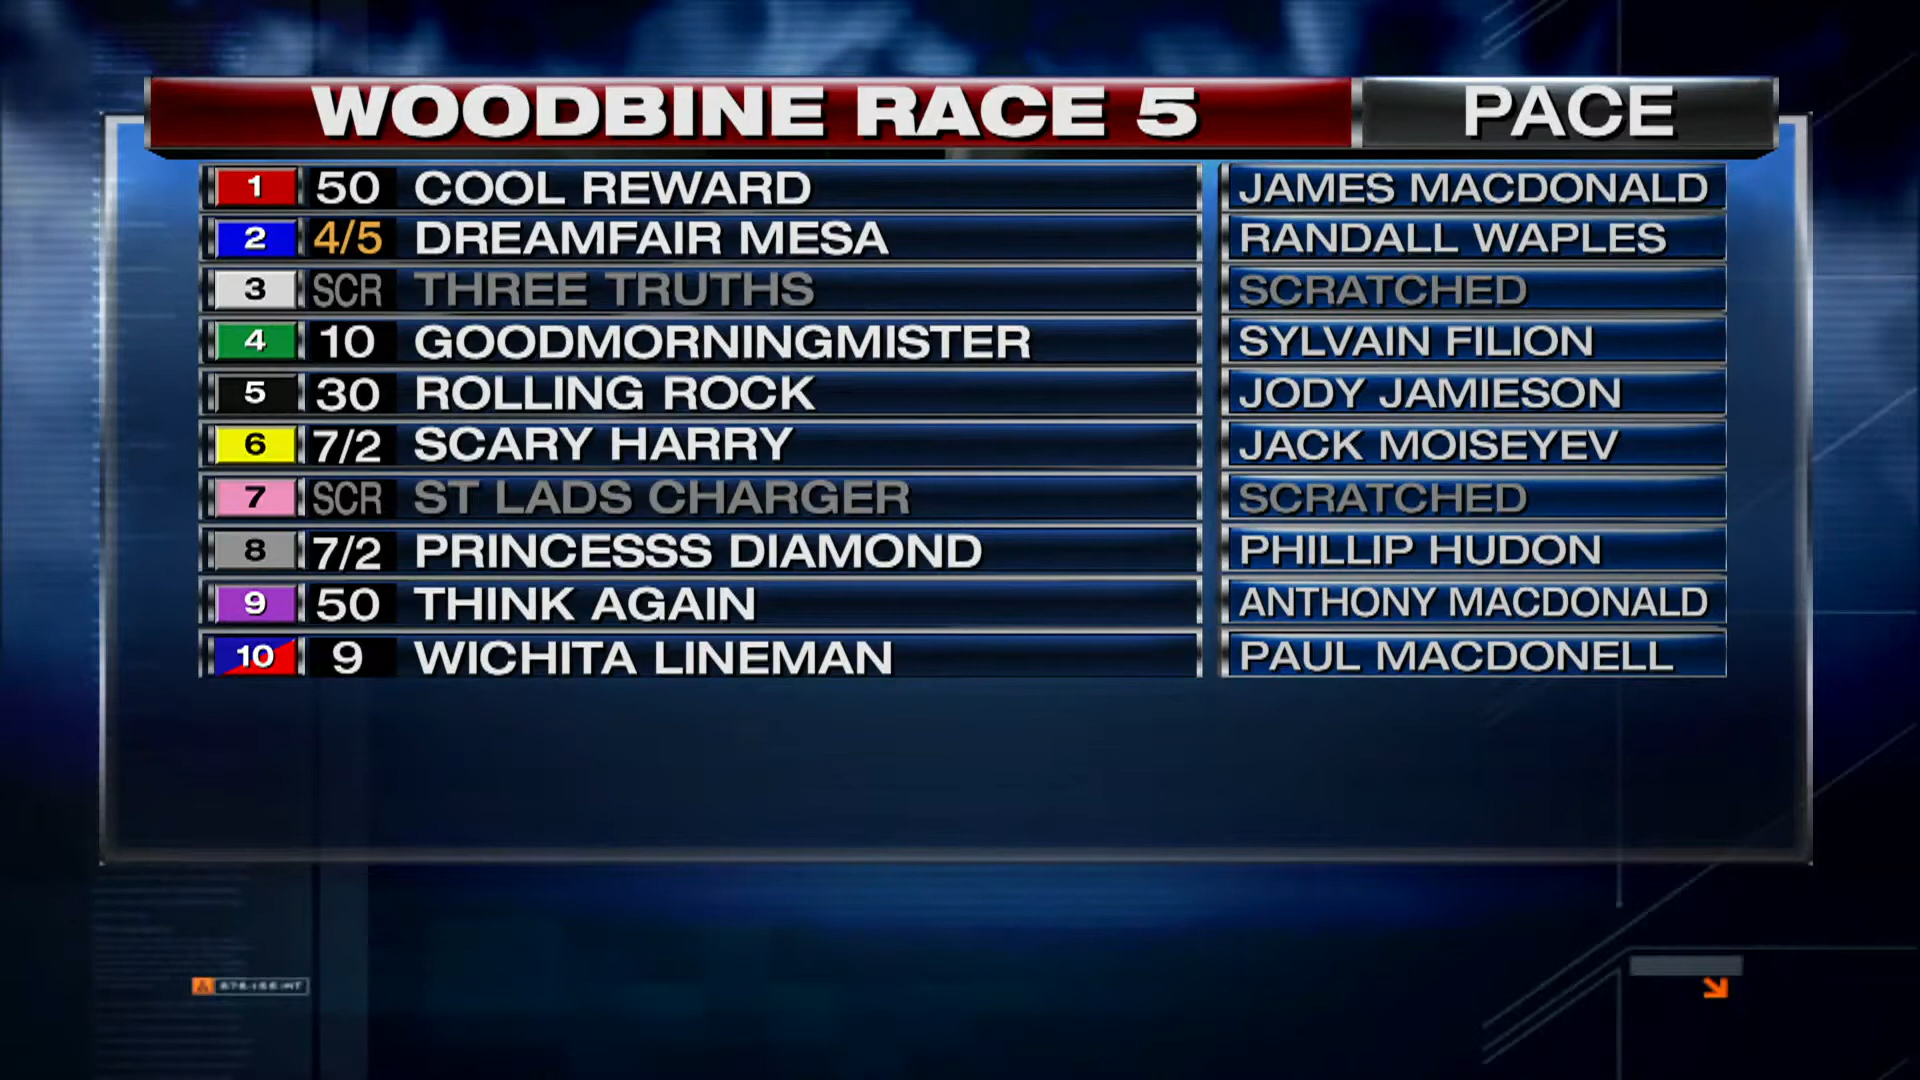 WOODBINE RACE 5 PACE
1 50 COOL REWARD JAMES MACDONALD
2 4/5 DREAMFAIR MESA RANDALL WAPLES
3 SCR THREE TRUTHS SCRATCHED
4 10 GOODMORNINGMISTER SYLVAIN FILION
5 30 ROLLING ROCK JODY JAMIESON
6 7/2 SCARY HARRY JACK MOISEYEV
7 SCR ST LADS CHARGER SCRATCHED
8 7/2 PRINCESSS DIAMOND PHILLIP HUDON
9 50 THINK AGAIN ANTHONY MACDONALD
10 9 WICHITA LINEMAN PAUL MACDONELL